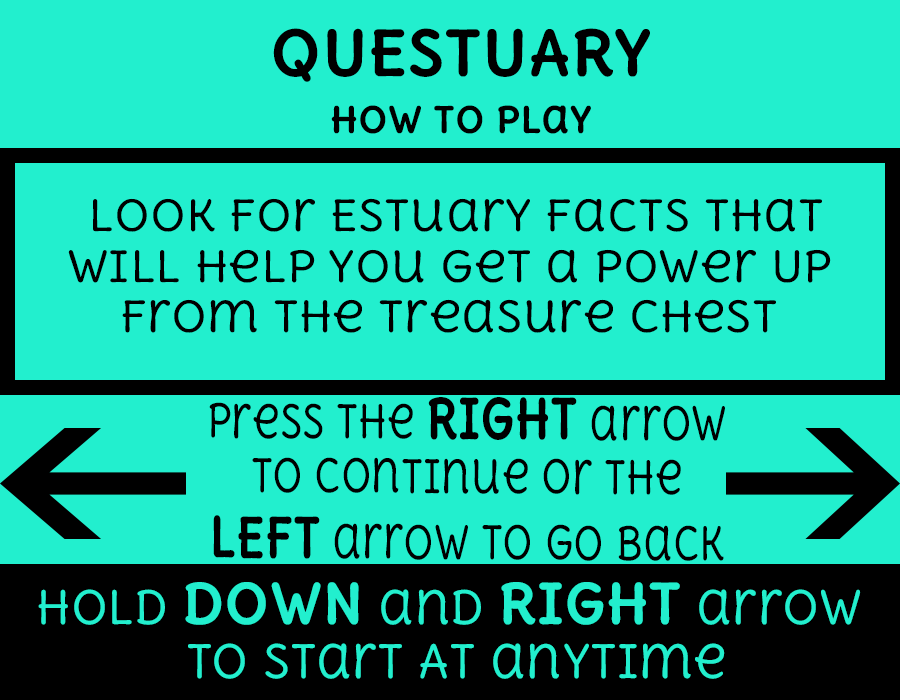 QUESTUARY
HOW TO PLAY
LOOK FOR ESTUARY FACTS THAT
WILL HELP YOU GET A POWER UP
FROM THE TREASURE CHEST
PRESS THE RIGHT ARROW
TO CONTINUE OR THE
LEFT ARROW TO GO BACK
HOLD DOWN AND RIGHT ARROW
TO START AT ANYTIME